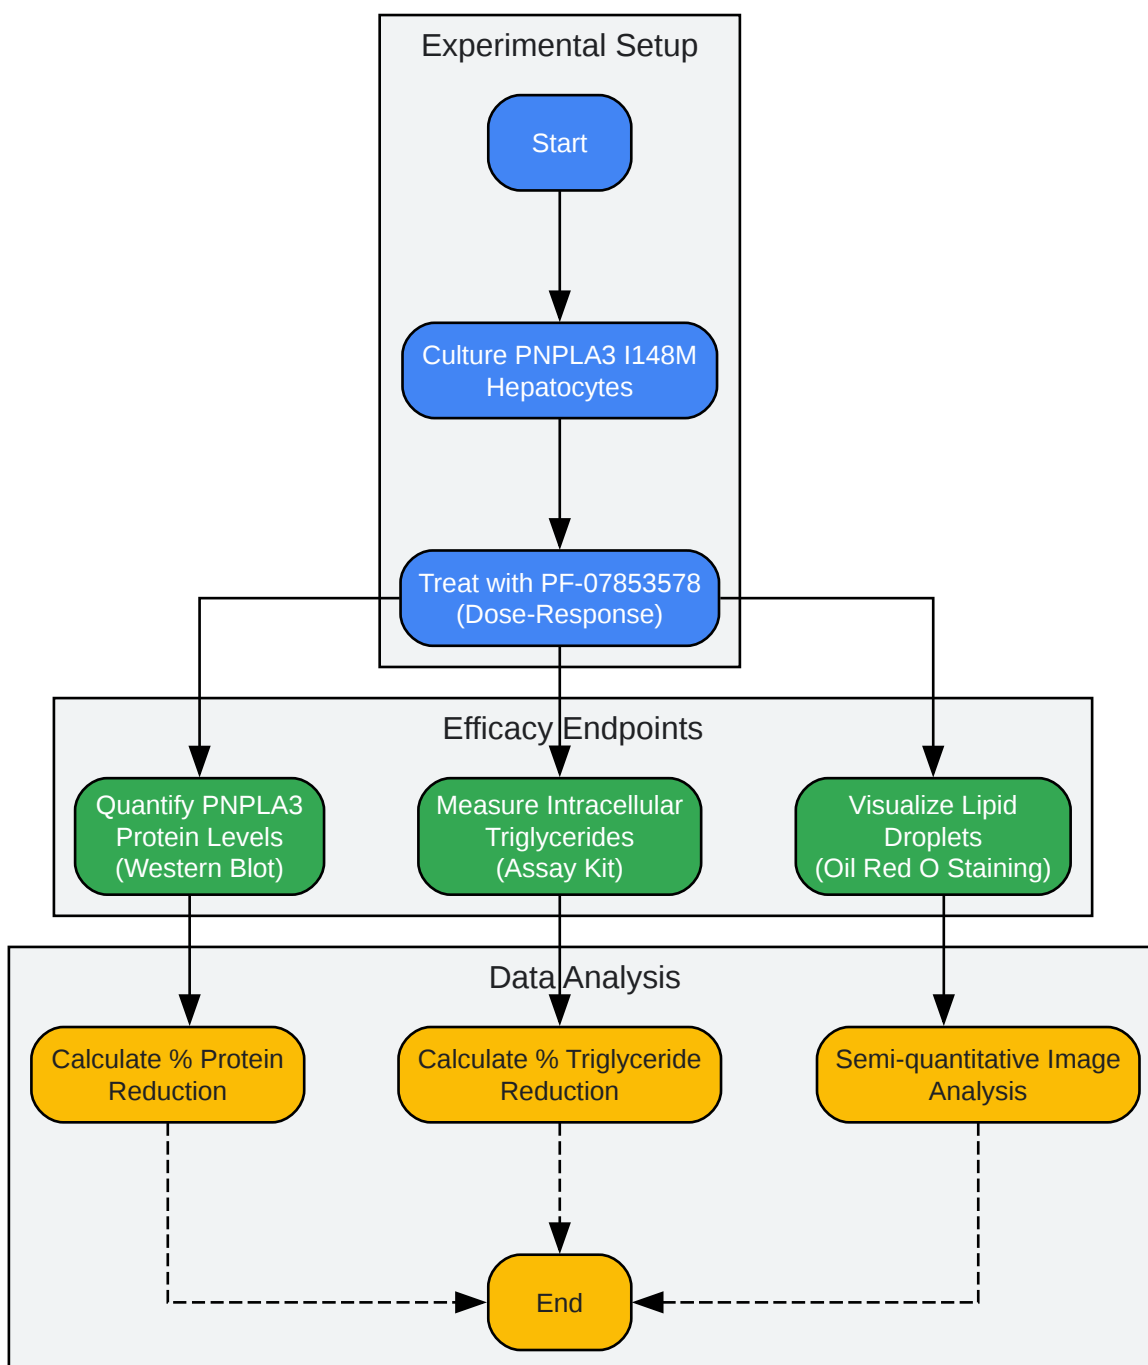 Experimental Setup
Start
Culture PNPLA3 I148M
Hepatocytes
Treat with PF-07853578
(Dose-Response)
Efficacy Endpoints
Quantify PNPLA3
Protein Levels
(Western Blot)
Measure Intracellular
Triglycerides
(Assay Kit)
Visualize Lipid
Droplets
(Oil Red O Staining)
Data Analysis
Calculate % Protein
Reduction
Calculate % Triglyceride
Reduction
Semi-quantitative Image
Analysis
End